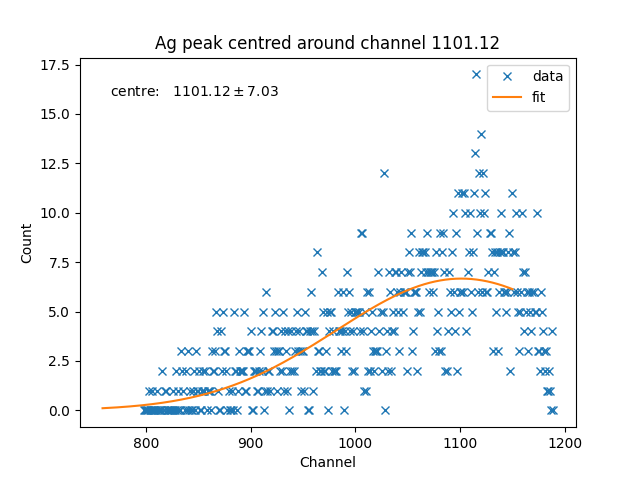 Ag peak centred around channel 1101.12
centre: 1101.12 ± 7.03
data
fit
17.5
15.0
12.5
10.0
7.5
5.0
2.5
0.0
Count
800 900 1000 1100 1200
Channel